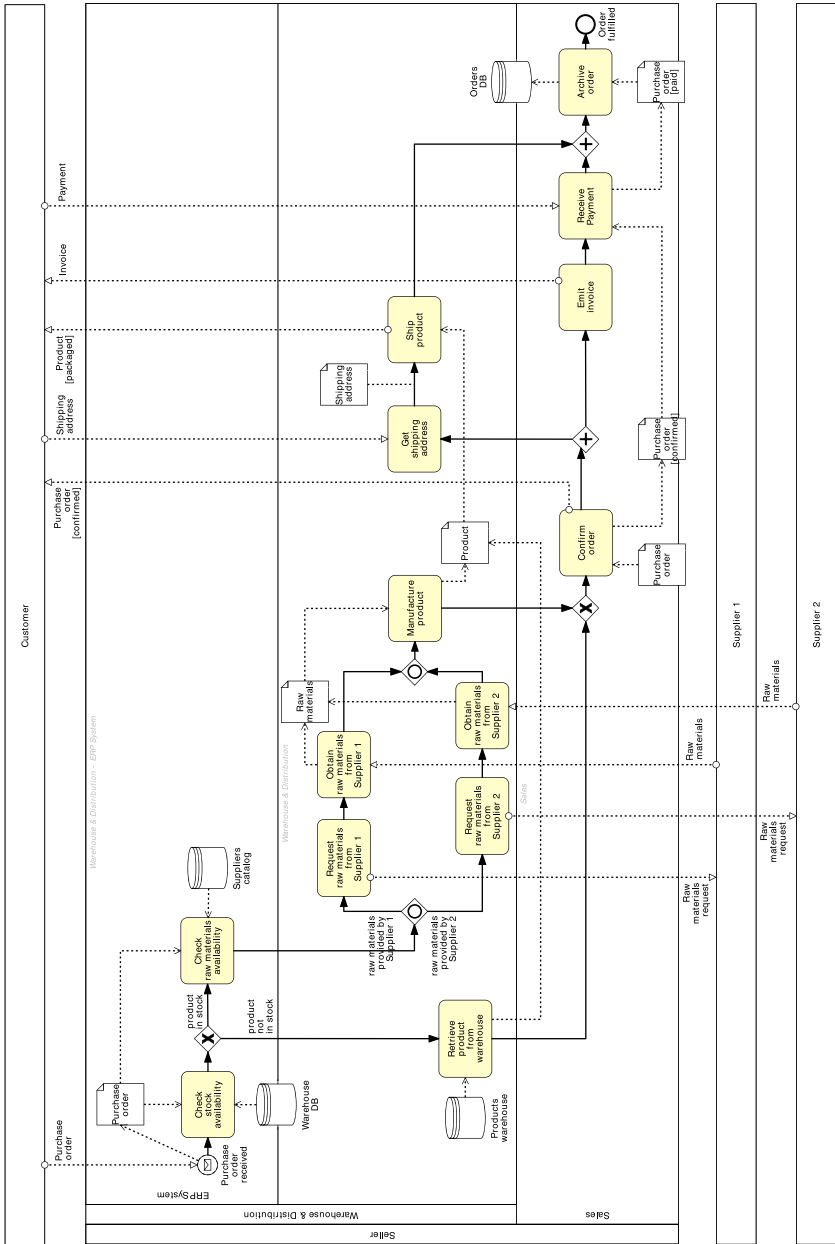 Customer
Payment
Invoice
Product
[packaged]
Shipping
address
Purchase
order
[confirmed]
Purchase
order
Seller
Warehouse & Distribution
ERPSystem
Sales
Warehouse & Distribution - ERP System
Warehouse & Distribution
Sales
Purchase
order
received
Purchase
order
Check
stock
availability
Warehouse
DB
product
in stock
product
not
in stock
Check
raw materials
availability
Suppliers
catalog
Products
warehouse
Retrieve
product
from
warehouse
raw materials
provided by
Supplier 1
raw materials
provided by
Supplier 2
Request
raw materials
from
Supplier 1
Request
raw materials
from
Supplier 2
Obtain
raw materials
from
Supplier 1
Obtain
raw materials
from
Supplier 2
Raw
materials
Manufacture
product
Product
Purchase
order
Confirm
order
Purchase
order
[confirmed]
Get
shipping
address
Shipping
address
Ship
product
Emit
invoice
Receive
Payment
Purchase
order
[paid]
Archive
order
Orders
DB
Order
fulfilled
Raw
materials
request
Raw
materials
Raw
materials
request
Raw
materials
Supplier 1
Supplier 2